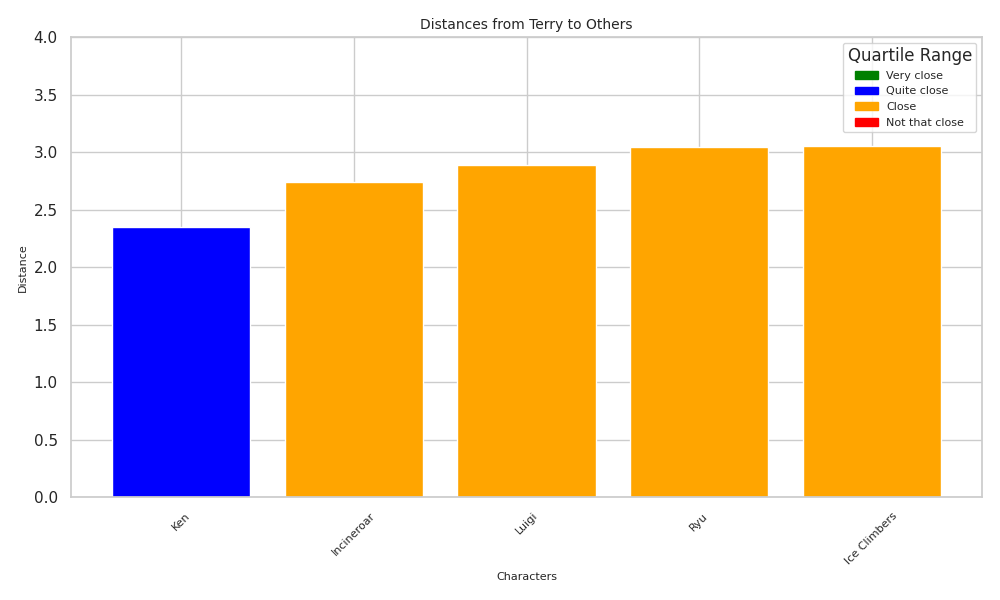 Distances from Terry to Others
4.0
3.5
3.0
2.5
2.0
1.5
1.0
0.5
0.0
Distance
Quartile Range
Very close
Quite close
Close
Not that close
Ken
Incineroar
Luigi
Ryu
Ice Climbers
Characters